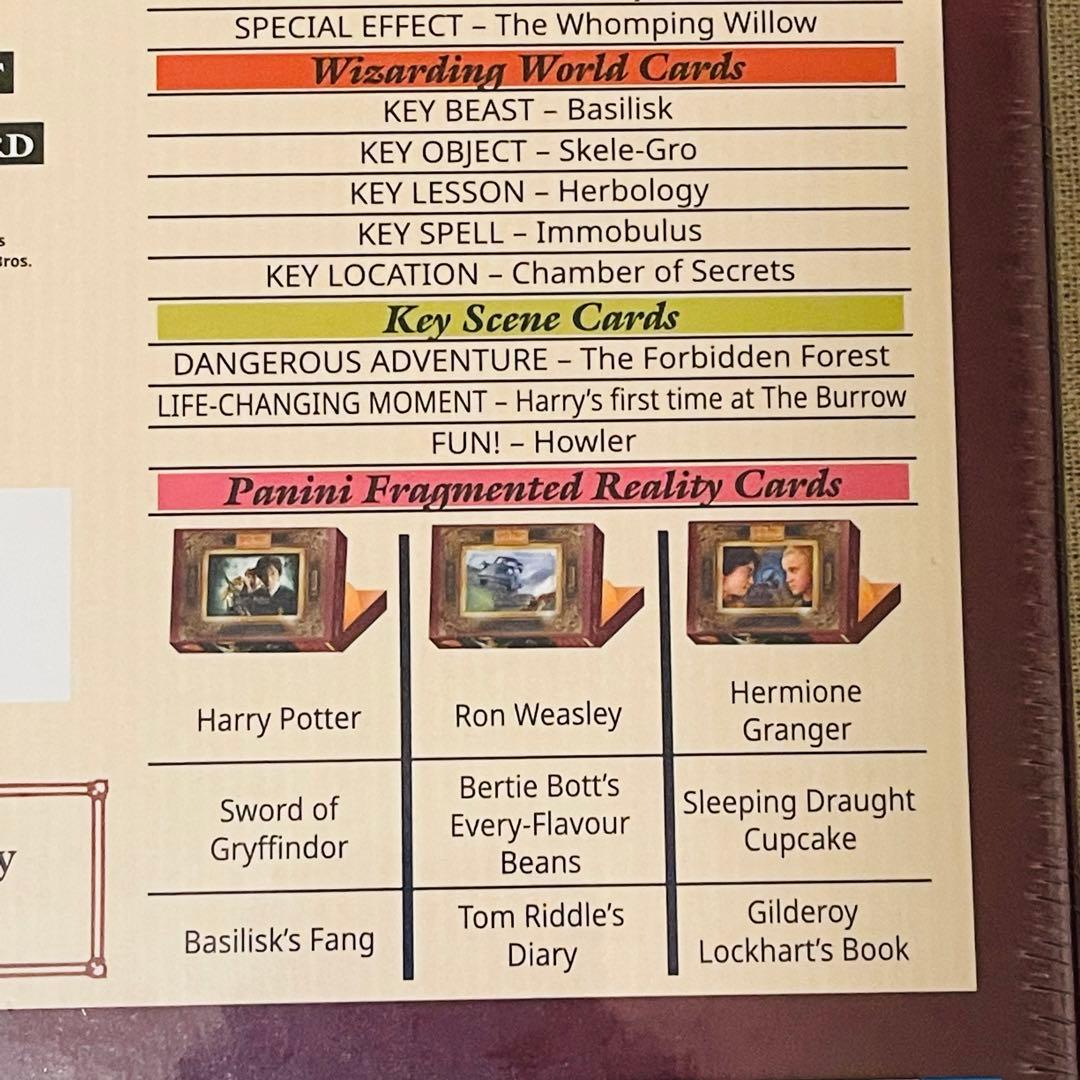 SPECIAL EFFECT – The Whomping Willow
Wizarding World Cards
KEY BEAST – Basilisk
KEY OBJECT – Skele-Gro
KEY LESSON – Herbology
KEY SPELL – Immobulus
KEY LOCATION – Chamber of Secrets
Key Scene Cards
DANGEROUS ADVENTURE – The Forbidden Forest
LIFE-CHANGING MOMENT – Harry's first time at The Burrow
FUN! – Howler
Panini Fragmented Reality Cards
Harry Potter
Ron Weasley
Hermione
Granger
Sword of
Gryffindor
Bertie Bott's
Every-Flavour
Beans
Sleeping Draught
Cupcake
Basilisk's Fang
Tom Riddle's
Diary
Gilderoy
Lockhart's Book